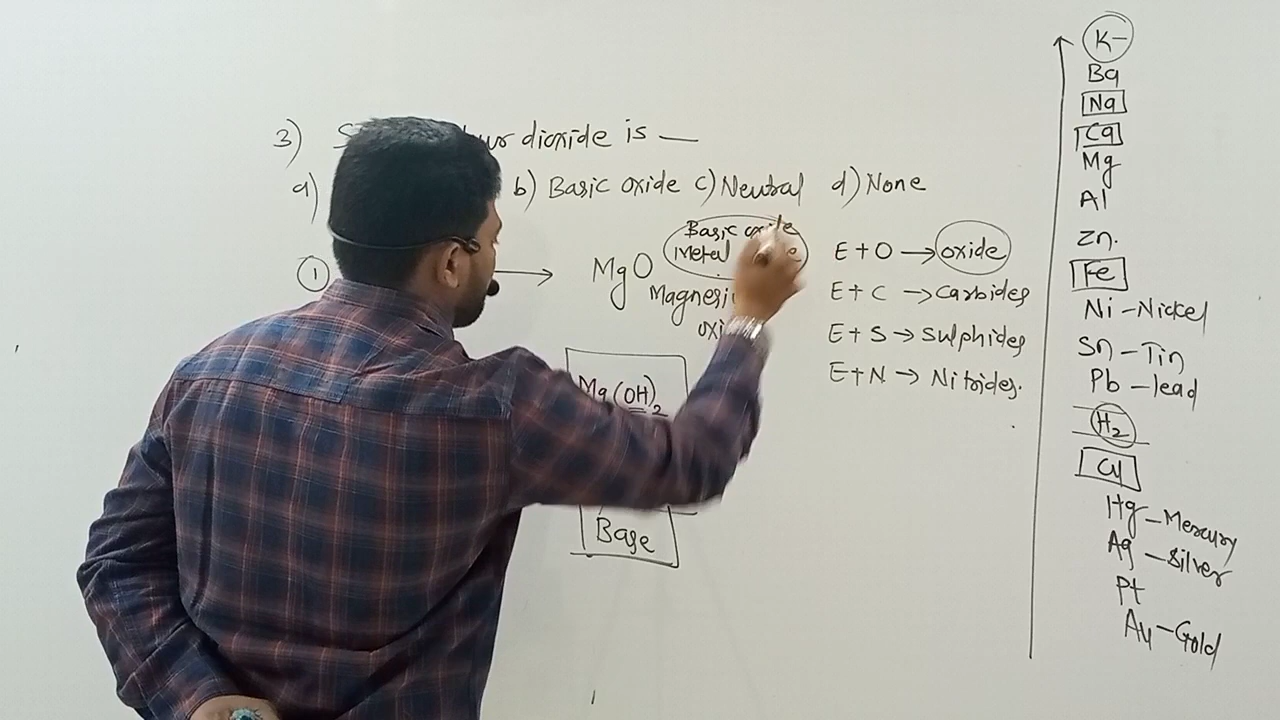 3) dioxide is —
a) b) Basic oxide c) Neutral d) None
① → MgO
Basic oxide
Metal
Magnesi
oxi
Mg(OH)2
Base
E + O → oxide
E + C → Carbides
E + S → Sulphides
E + N → Nitrides.
K
Ba
Na
Ca
Mg
Al
Zn.
Fe
Ni - Nickel
Sn - Tin
Pb - lead
H2
Cu
Hg - Mercury
Ag - Silver
Pt
Au - Gold